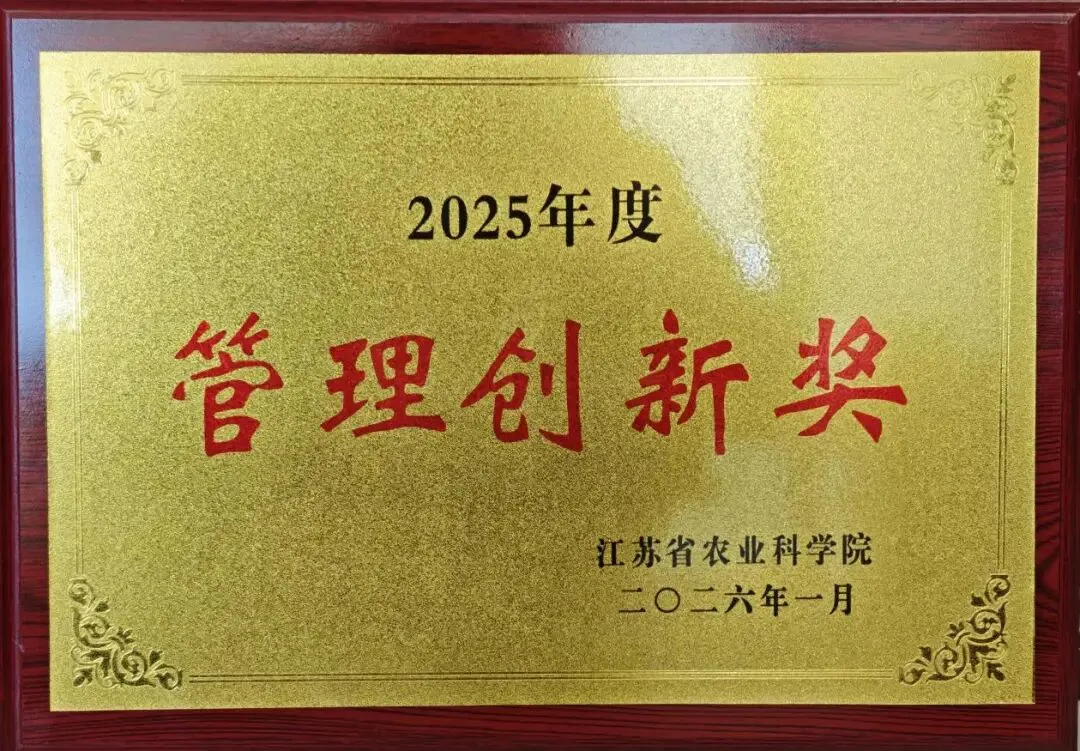 2025年度
管理创新奖
江苏省农业科学院
二〇二六年一月